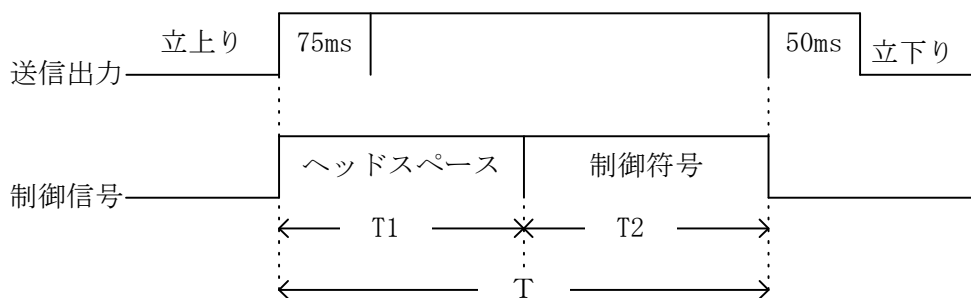 立上り
75ms
50ms
立下り
送信出力
ヘッドスペース
制御符号
制御信号
T1
T2
T